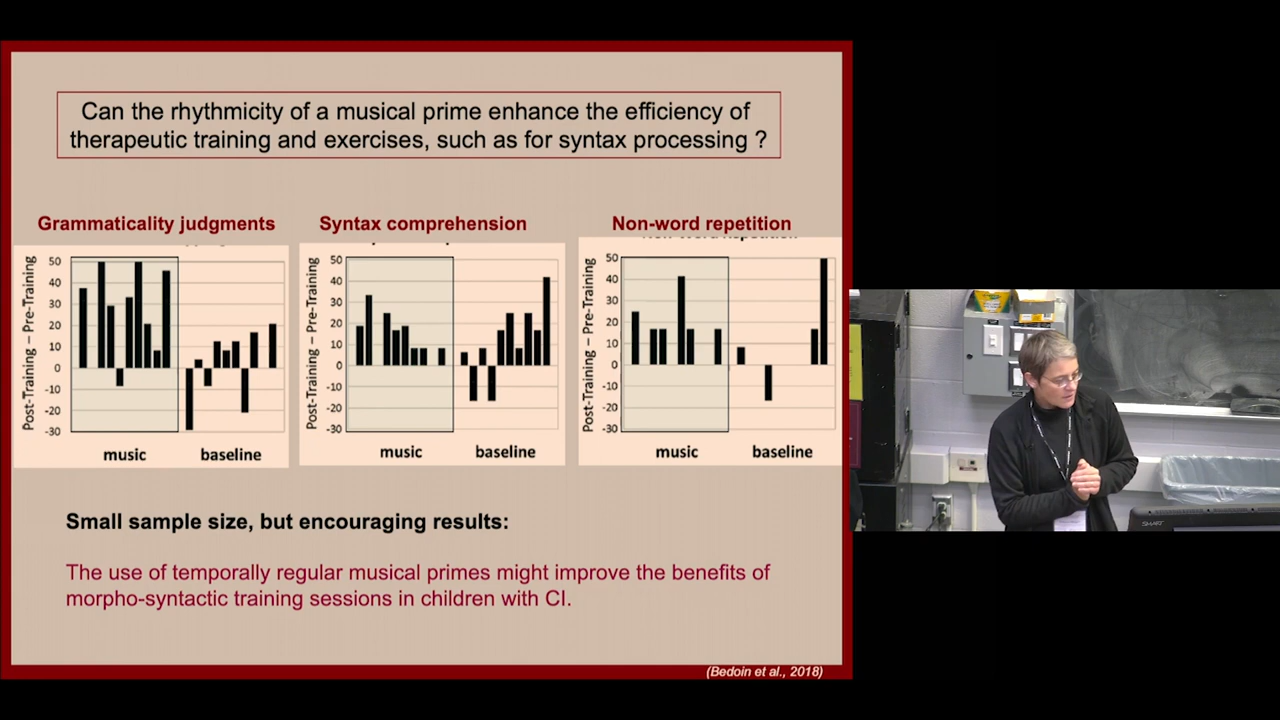 Can the rhythmicity of a musical prime enhance the efficiency of
therapeutic training and exercises, such as for syntax processing ?
Grammaticality judgments
Post-Training – Pre-Training
50
40
30
20
10
0
-10
-20
-30
music
baseline
Syntax comprehension
Post-Training – Pre-Training
50
40
30
20
10
0
-10
-20
-30
music
baseline
Non-word repetition
Post-Training – Pre-Training
50
40
30
20
10
0
-10
-20
-30
music
baseline
Small sample size, but encouraging results:
The use of temporally regular musical primes might improve the benefits of
morpho-syntactic training sessions in children with CI.
(Bedoin et al., 2018)
SMART